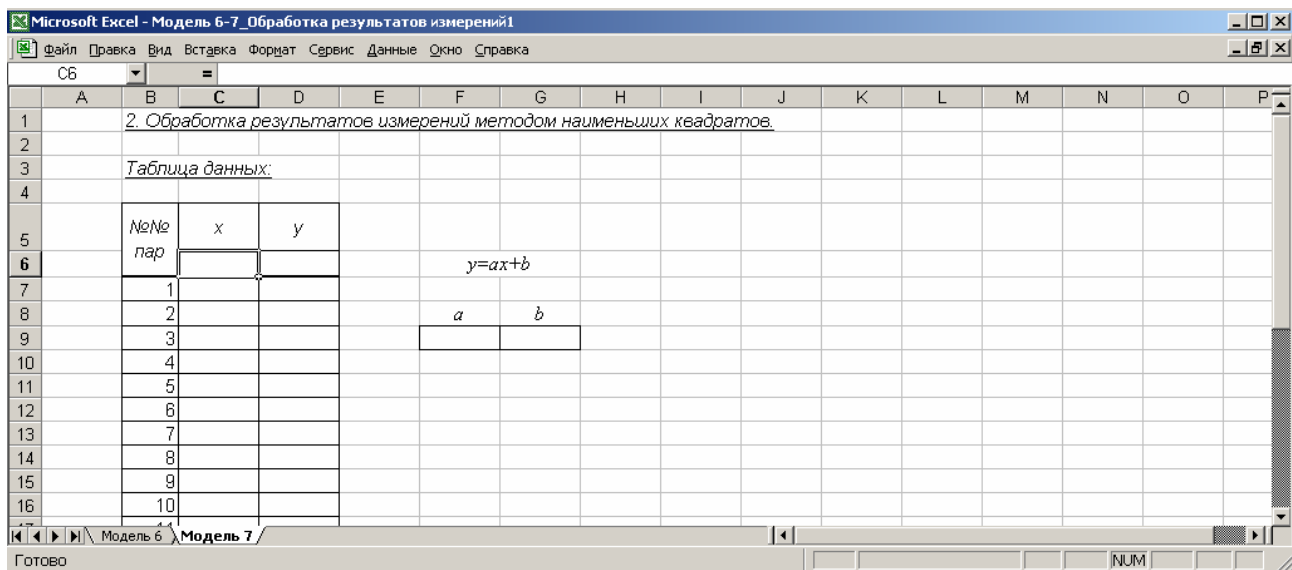 Microsoft Excel - Модель 6-7_Обработка результатов измерений1
Файл Правка Вид Вставка Формат Сервис Данные Окно Справка
C6 =
A B C D E F G H I J K L M N O P
1 2. Обработка результатов измерений методом наименьших квадратов.
2
3 Таблица данных:
4
5 №№ пар x y
6 y=ax+b
7 1
8 2 a b
9 3
10 4
11 5
12 6
13 7
14 8
15 9
16 10
17 11
Модель 6 Модель 7
Готово NUM